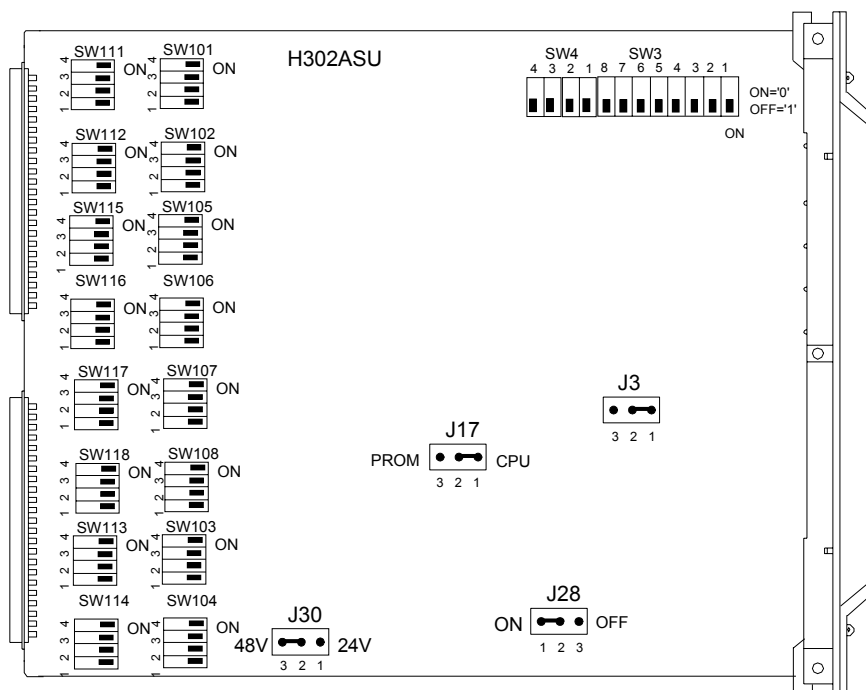 H302ASU
SW111
4
3
2
1
ON
SW101
4
3
2
1
ON
SW4
4 3 2 1
SW3
8 7 6 5 4 3 2 1
ON='0'
OFF='1'
ON
SW112
4
3
2
1
ON
SW102
4
3
2
1
ON
SW115
4
3
2
1
ON
SW105
4
3
2
1
ON
SW116
4
3
2
1
ON
SW106
4
3
2
1
ON
SW117
4
3
2
1
ON
SW107
4
3
2
1
ON
J3
3 2 1
J17
PROM
CPU
3 2 1
SW118
4
3
2
1
ON
SW108
4
3
2
1
ON
SW113
4
3
2
1
ON
SW103
4
3
2
1
ON
SW114
4
3
2
1
ON
SW104
4
3
2
1
ON
J30
48V
24V
3 2 1
J28
ON
OFF
1 2 3